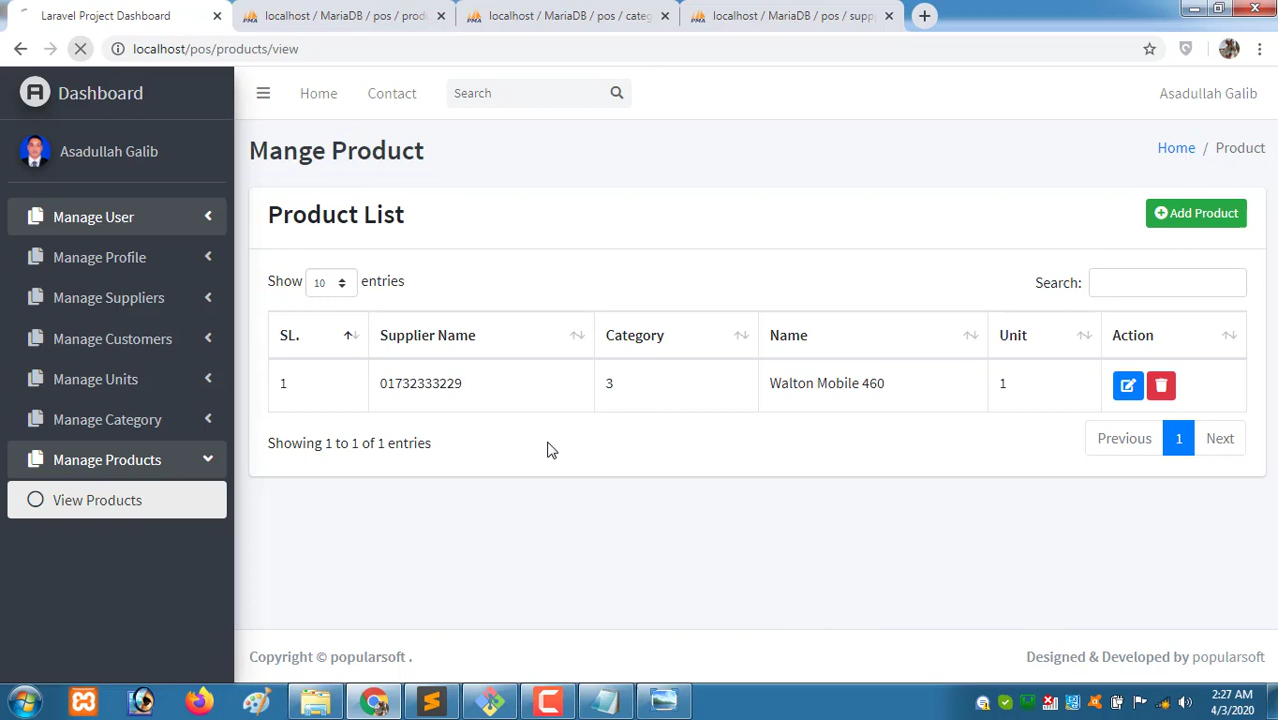 Laravel Project Dashboard
localhost / MariaDB / pos / prod
localhost / MariaDB / pos / categ
localhost / MariaDB / pos / supp
localhost/pos/products/view
Dashboard
Home
Contact
Search
Asadullah Galib
Asadullah Galib
Mange Product
Home / Product
Manage User
Manage Profile
Manage Suppliers
Manage Customers
Manage Units
Manage Category
Manage Products
View Products
Product List
Add Product
Show 10 entries
Search:
SL. Supplier Name Category Name Unit Action
1 01732333229 3 Walton Mobile 460 1
Showing 1 to 1 of 1 entries
Previous 1 Next
Copyright © popularsoft .
Designed & Developed by popularsoft
2:27 AM
4/3/2020